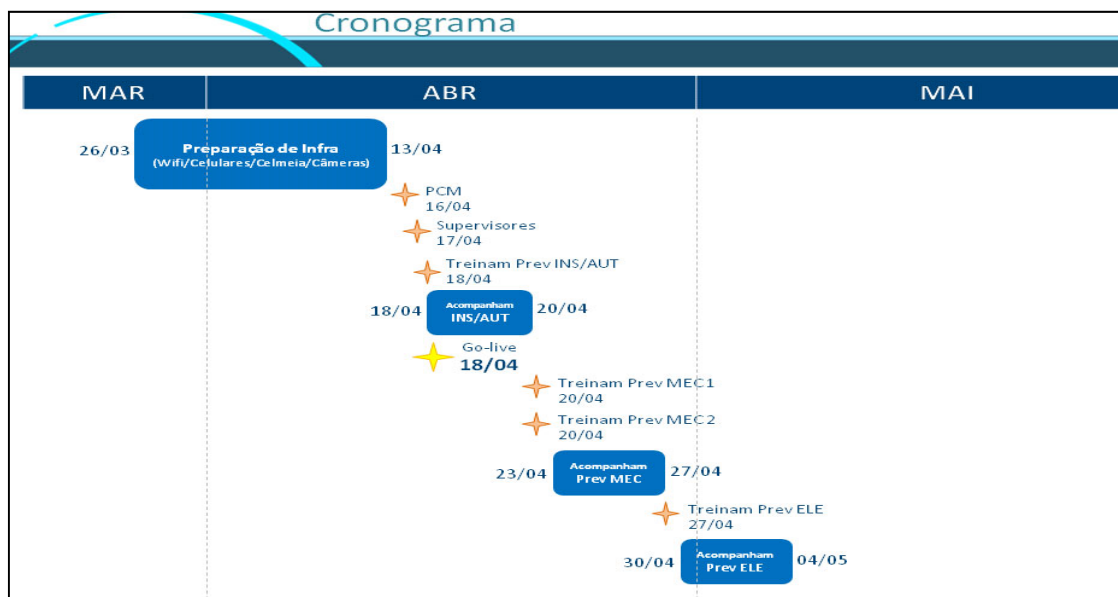 Cronograma
MAR ABR MAI
26/03 Preparação de Infra 13/04
(Wifi/Celulares/Celmeia/Câmeras)
PCM
16/04
Supervisores
17/04
Treinam Prev INS/AUT
18/04
18/04 Acompanham 20/04
INS/AUT
Go-live
18/04
Treinam Prev MEC1
20/04
Treinam Prev MEC2
20/04
23/04 Acompanham 27/04
Prev MEC
Treinam Prev ELE
27/04
30/04 Acompanham 04/05
Prev ELE